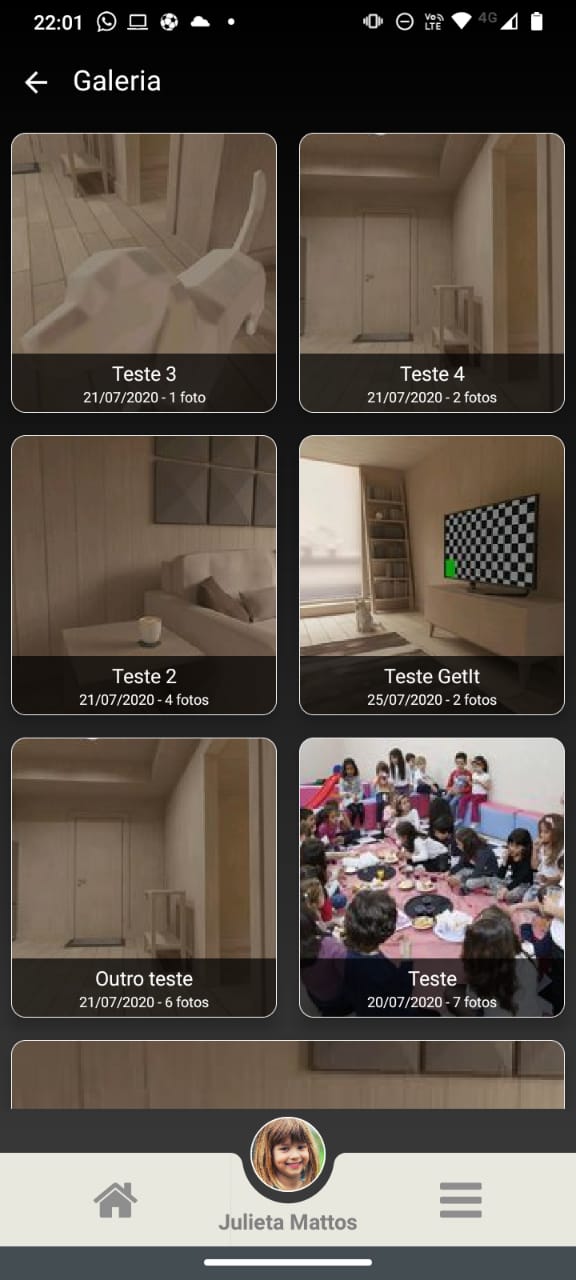 22:01
Vo))
LTE
4G
Galeria
Teste 3
21/07/2020 - 1 foto
Teste 4
21/07/2020 - 2 fotos
Teste 2
21/07/2020 - 4 fotos
Teste GetIt
25/07/2020 - 2 fotos
Outro teste
21/07/2020 - 6 fotos
Teste
20/07/2020 - 7 fotos
Julieta Mattos